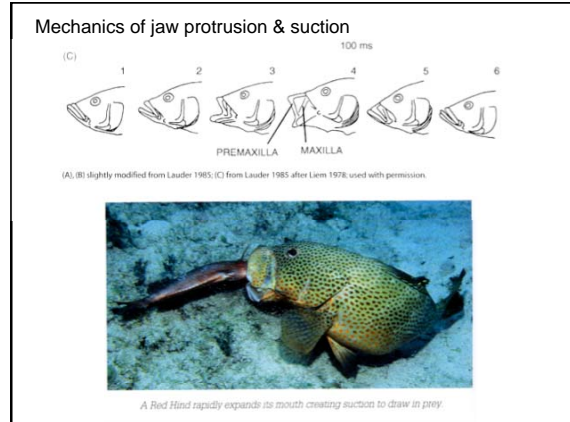 Mechanics of jaw protrusion & suction
100 ms
(C)
1 2 3 4 5 6
PREMAXILLA MAXILLA
(A), (B) slightly modified from Lauder 1985; (C) from Lauder 1985 after Liem 1978; used with permission.
A Red Hind rapidly expands its mouth creating suction to draw in prey.